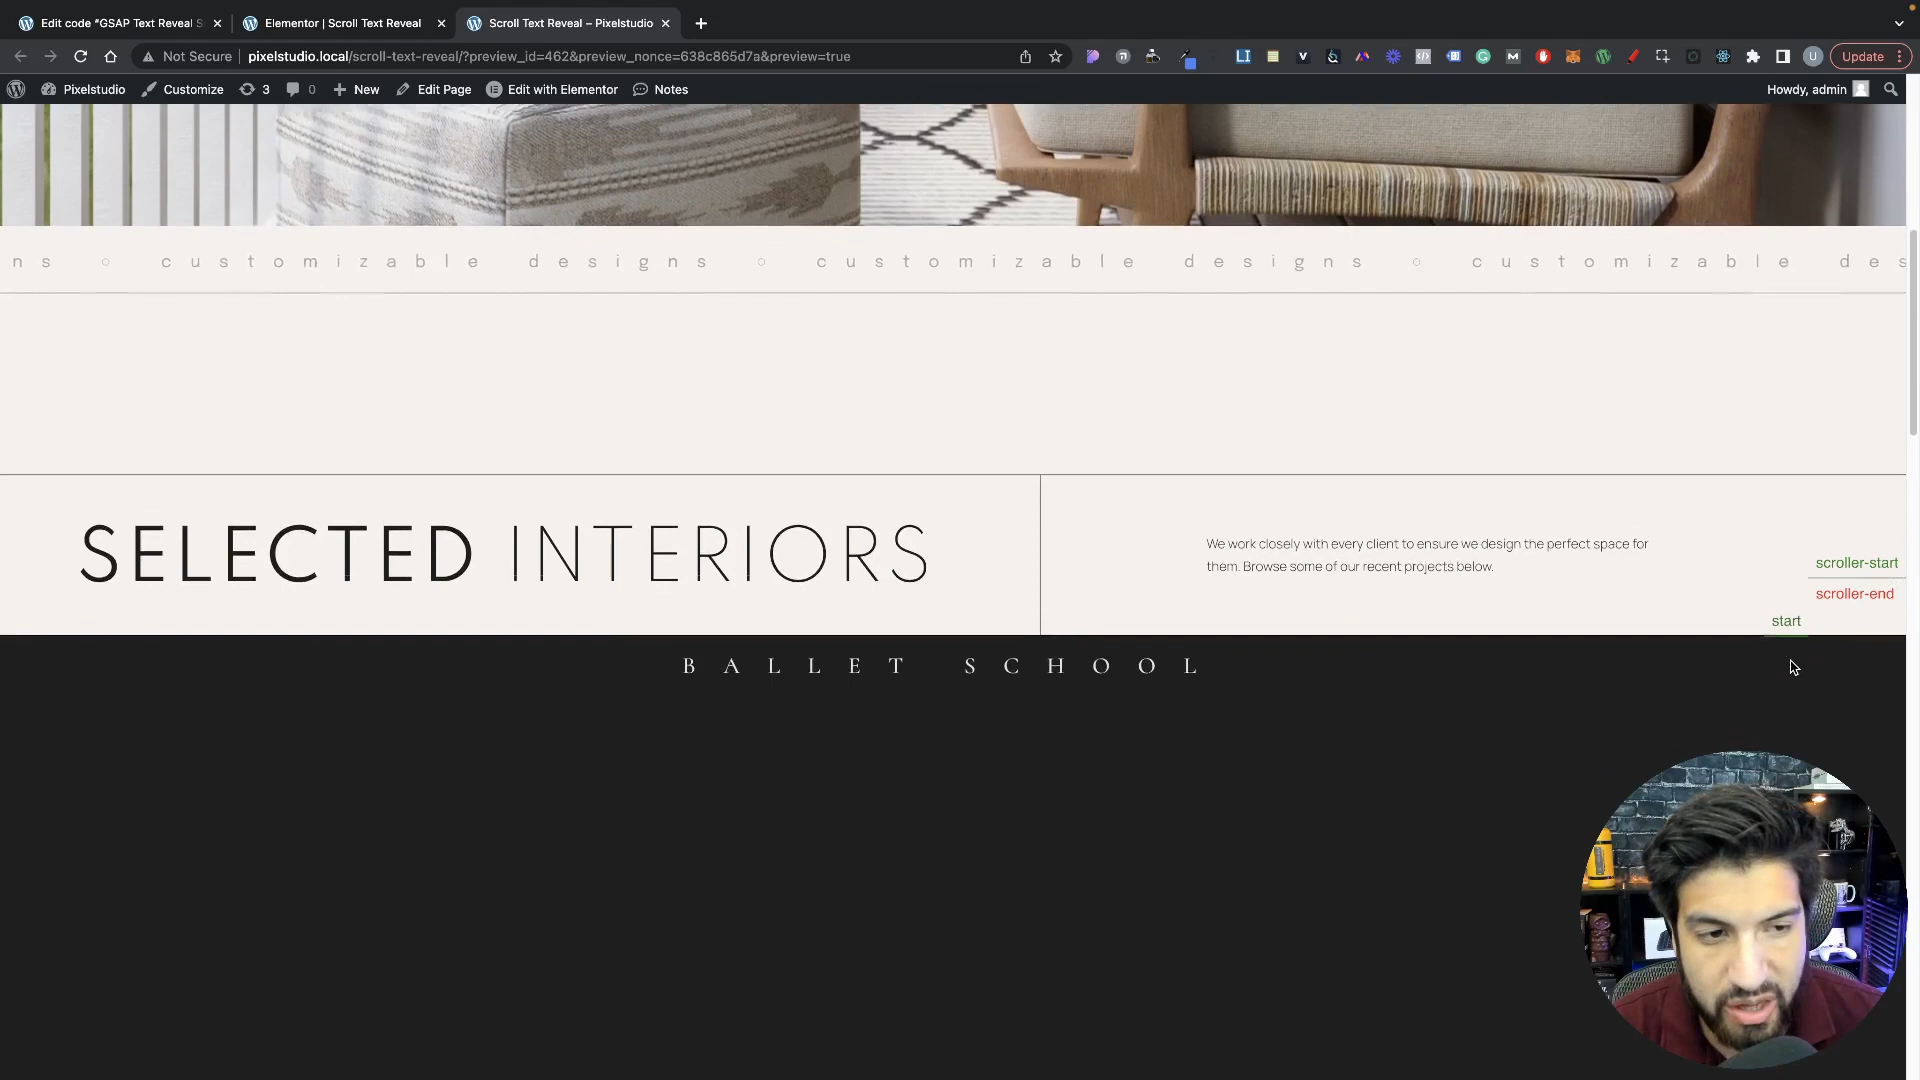 Edit code "GSAP Text Reveal S
Elementor | Scroll Text Reveal
Scroll Text Reveal – Pixelstudio
Not Secure
pixelstudio.local/scroll-text-reveal/?preview_id=462&preview_nonce=638c865d7a&preview=true
Update
Pixelstudio
Customize
3
0
New
Edit Page
Edit with Elementor
Notes
Howdy, admin
ns ○ customizable designs ○ customizable designs ○ customizable des
SELECTED INTERIORS
We work closely with every client to ensure we design the perfect space for
them. Browse some of our recent projects below.
scroller-start
scroller-end
start
BALLET SCHOOL